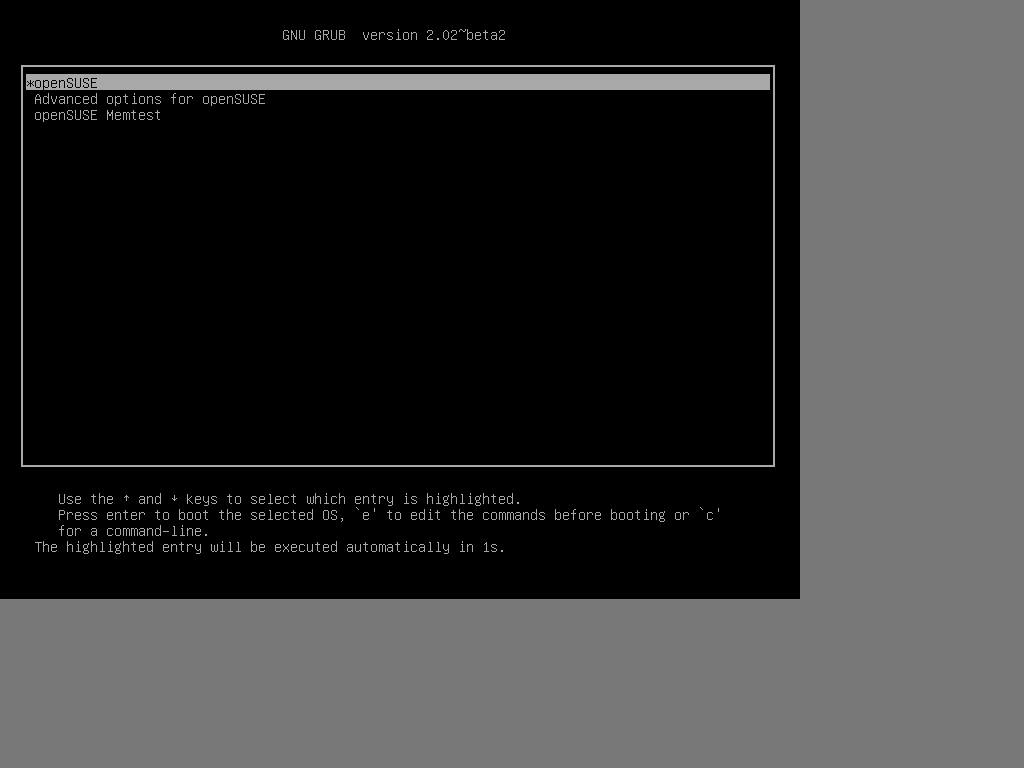 GNU GRUB  version 2.02~beta2
*openSUSE
Advanced options for openSUSE
openSUSE Memtest
Use the ↑ and ↓ keys to select which entry is highlighted.
Press enter to boot the selected OS, `e' to edit the commands before booting or `c'
for a command-line.
The highlighted entry will be executed automatically in 1s.